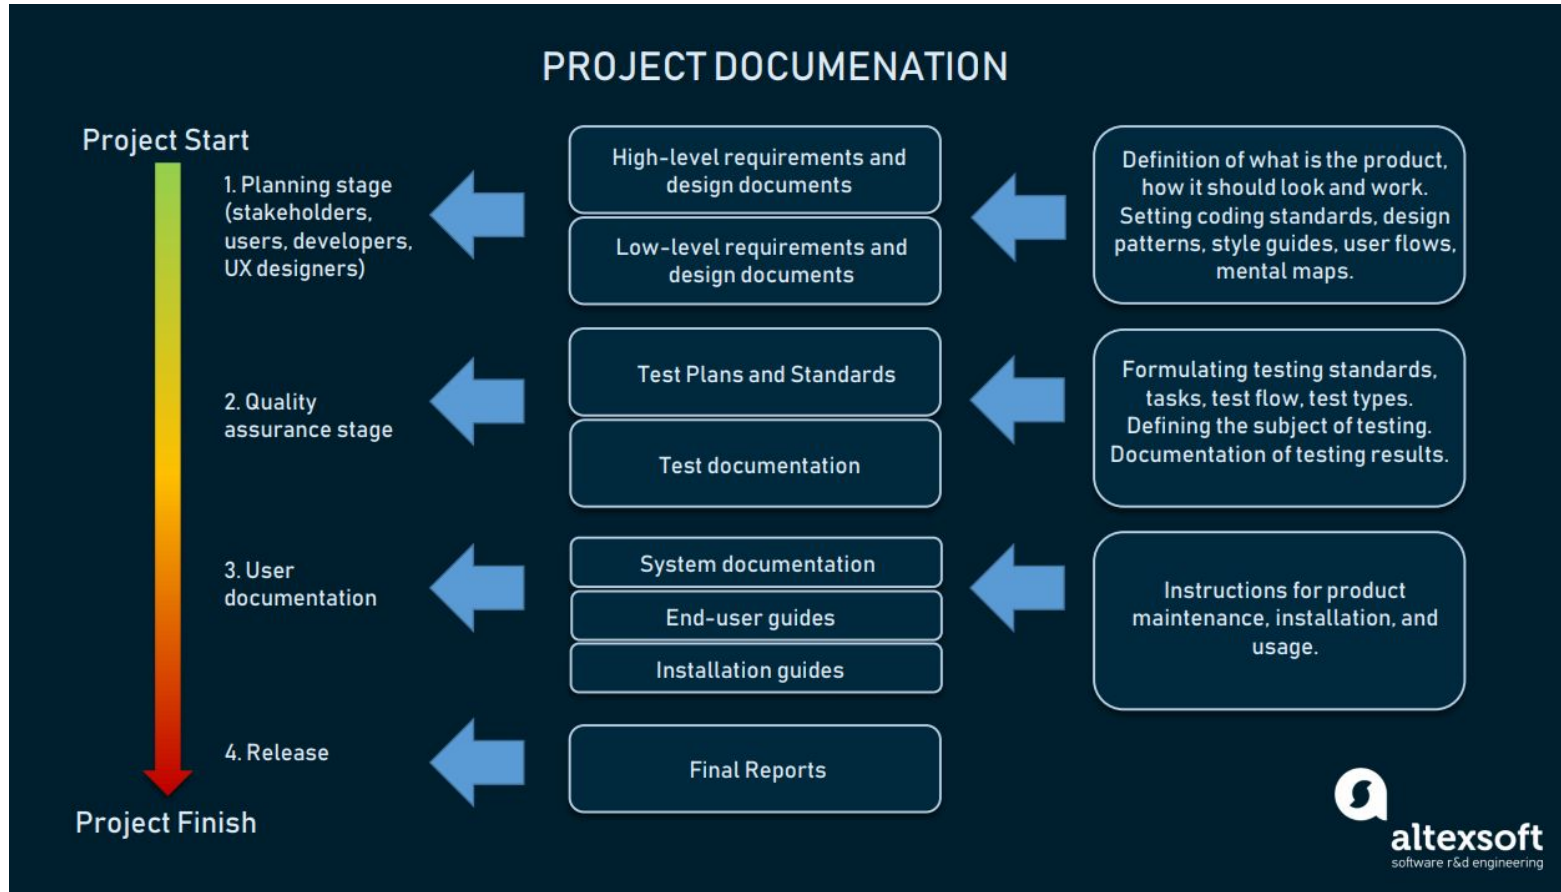 PROJECT DOCUMENATION
Project Start
1. Planning stage
(stakeholders,
users, developers,
UX designers)
High-level requirements and
design documents
Low-level requirements and
design documents
Definition of what is the product,
how it should look and work.
Setting coding standards, design
patterns, style guides, user flows,
mental maps.
2. Quality
assurance stage
Test Plans and Standards
Test documentation
Formulating testing standards,
tasks, test flow, test types.
Defining the subject of testing.
Documentation of testing results.
3. User
documentation
System documentation
End-user guides
Installation guides
Instructions for product
maintenance, installation, and
usage.
4. Release
Final Reports
Project Finish
altexsoft
software r&d engineering